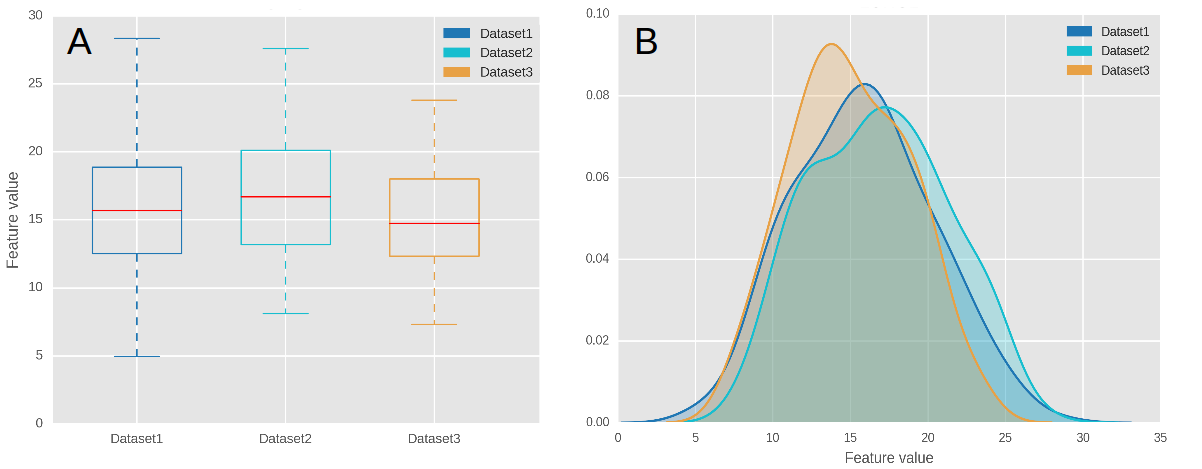 A
Dataset1
Dataset2
Dataset3
30
25
20
15
10
5
0
Feature value
Dataset1 Dataset2 Dataset3
B
Dataset1
Dataset2
Dataset3
0.10
0.08
0.06
0.04
0.02
0.00
0 5 10 15 20 25 30 35
Feature value